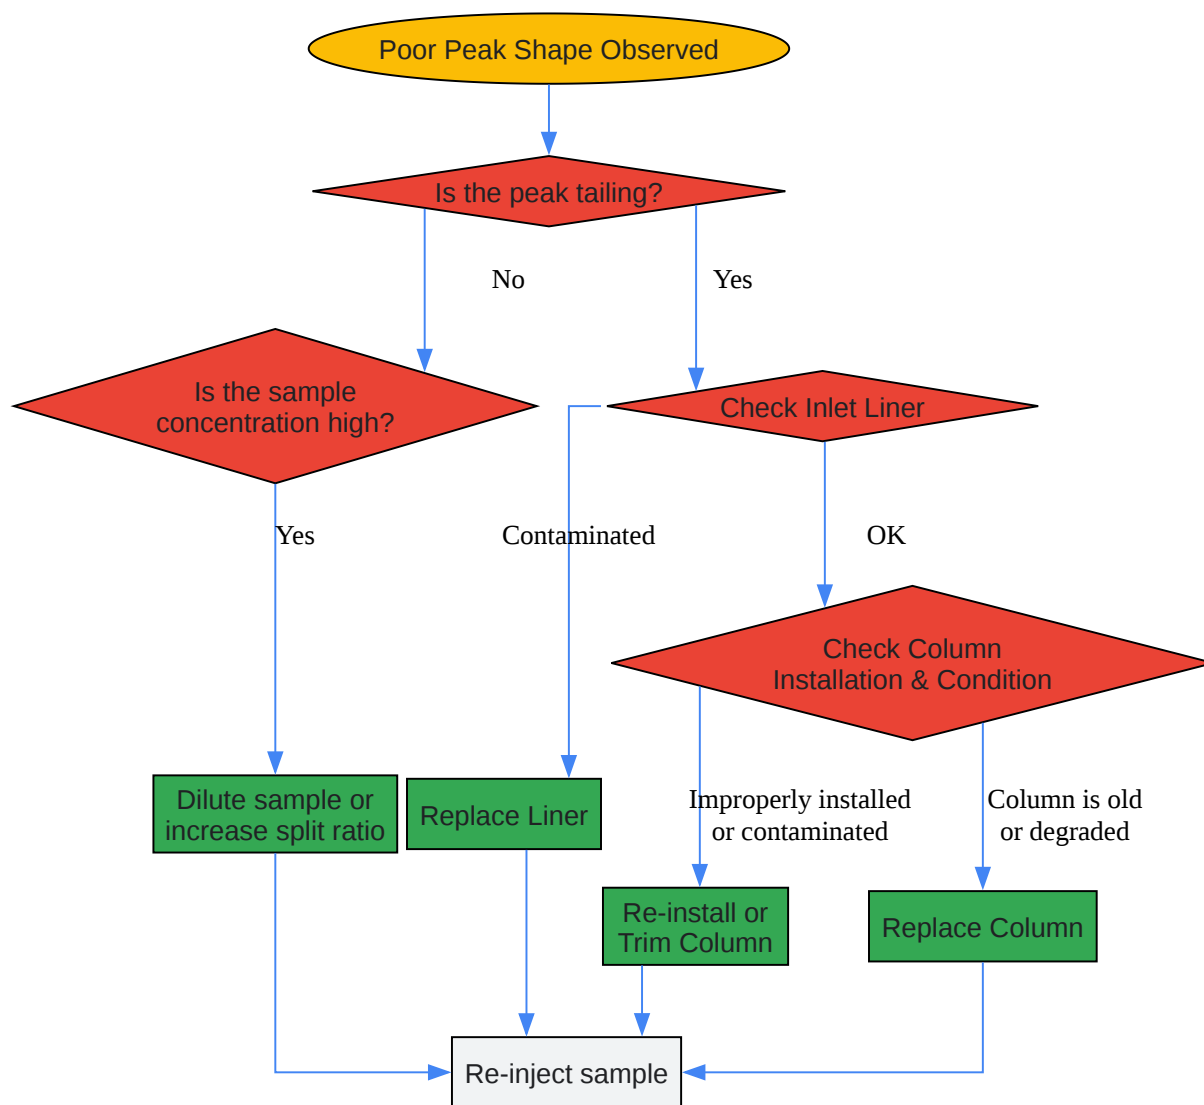 Poor Peak Shape Observed
Is the peak tailing?
No
Yes
Is the sample
concentration high?
Check Inlet Liner
Yes
Contaminated
OK
Check Column
Installation & Condition
Dilute sample or
increase split ratio
Replace Liner
Improperly installed
or contaminated
Column is old
or degraded
Re-install or
Trim Column
Replace Column
Re-inject sample